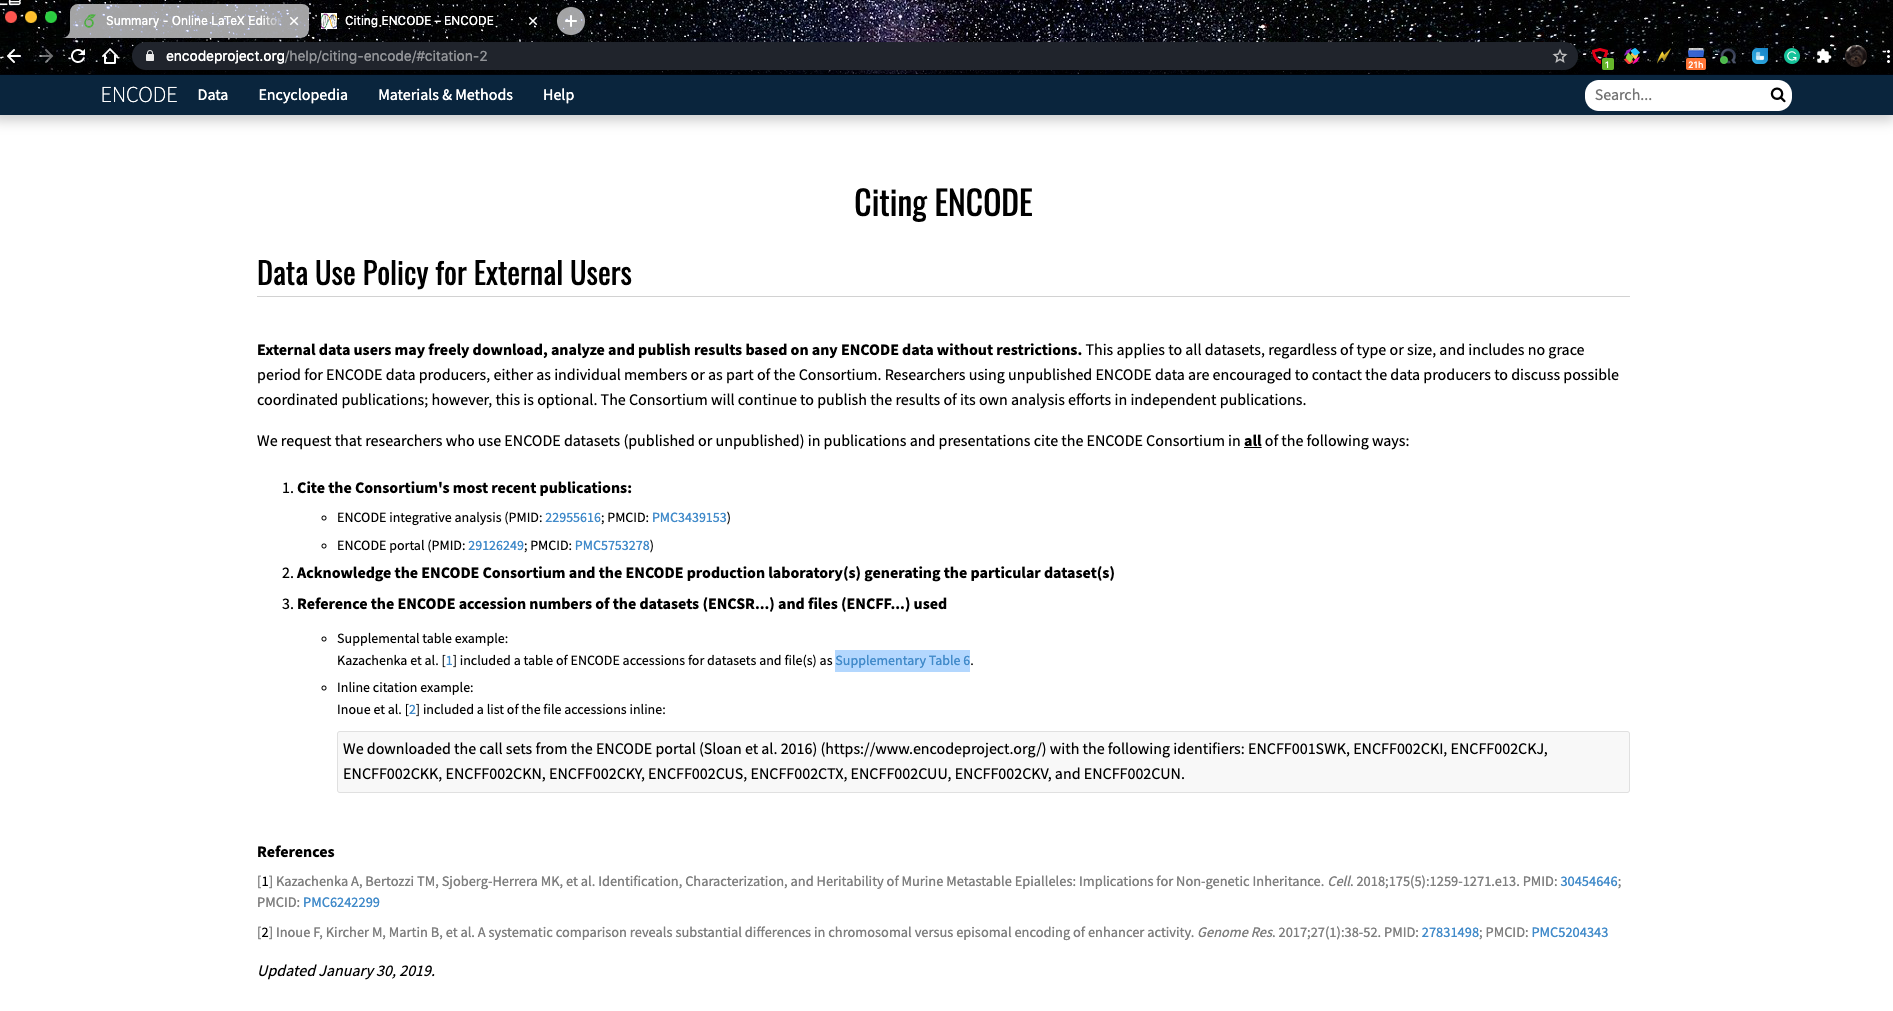 Summary - Online LaTeX Edito
Citing ENCODE – ENCODE
encodeproject.org/help/citing-encode/#citation-2
1
21h
ENCODE Data Encyclopedia Materials & Methods Help
Search...
Citing ENCODE
Data Use Policy for External Users
External data users may freely download, analyze and publish results based on any ENCODE data without restrictions. This applies to all datasets, regardless of type or size, and includes no grace
period for ENCODE data producers, either as individual members or as part of the Consortium. Researchers using unpublished ENCODE data are encouraged to contact the data producers to discuss possible
coordinated publications; however, this is optional. The Consortium will continue to publish the results of its own analysis efforts in independent publications.
We request that researchers who use ENCODE datasets (published or unpublished) in publications and presentations cite the ENCODE Consortium in all of the following ways:
1. Cite the Consortium's most recent publications:
ENCODE integrative analysis (PMID: 22955616; PMCID: PMC3439153)
ENCODE portal (PMID: 29126249; PMCID: PMC5753278)
2. Acknowledge the ENCODE Consortium and the ENCODE production laboratory(s) generating the particular dataset(s)
3. Reference the ENCODE accession numbers of the datasets (ENCSR...) and files (ENCFF...) used
Supplemental table example:
Kazachenka et al. [1] included a table of ENCODE accessions for datasets and file(s) as Supplementary Table 6.
Inline citation example:
Inoue et al. [2] included a list of the file accessions inline:
We downloaded the call sets from the ENCODE portal (Sloan et al. 2016) (https://www.encodeproject.org/) with the following identifiers: ENCFF001SWK, ENCFF002CKI, ENCFF002CKJ,
ENCFF002CKK, ENCFF002CKN, ENCFF002CKY, ENCFF002CUS, ENCFF002CTX, ENCFF002CUU, ENCFF002CKV, and ENCFF002CUN.
References
[1] Kazachenka A, Bertozzi TM, Sjoberg-Herrera MK, et al. Identification, Characterization, and Heritability of Murine Metastable Epialleles: Implications for Non-genetic Inheritance. Cell. 2018;175(5):1259-1271.e13. PMID: 30454646;
PMCID: PMC6242299
[2] Inoue F, Kircher M, Martin B, et al. A systematic comparison reveals substantial differences in chromosomal versus episomal encoding of enhancer activity. Genome Res. 2017;27(1):38-52. PMID: 27831498; PMCID: PMC5204343
Updated January 30, 2019.